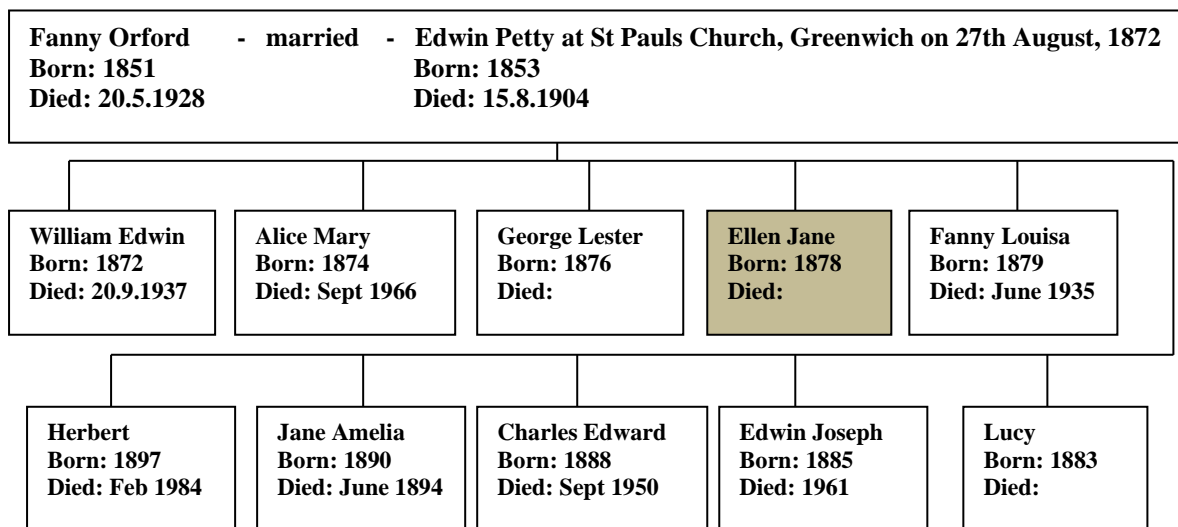 Fanny Orford - married - Edwin Petty at St Pauls Church, Greenwich on 27th August, 1872
Born: 1851 Born: 1853
Died: 20.5.1928 Died: 15.8.1904
William Edwin
Born: 1872
Died: 20.9.1937
Alice Mary
Born: 1874
Died: Sept 1966
George Lester
Born: 1876
Died:
Ellen Jane
Born: 1878
Died:
Fanny Louisa
Born: 1879
Died: June 1935
Herbert
Born: 1897
Died: Feb 1984
Jane Amelia
Born: 1890
Died: June 1894
Charles Edward
Born: 1888
Died: Sept 1950
Edwin Joseph
Born: 1885
Died: 1961
Lucy
Born: 1883
Died: